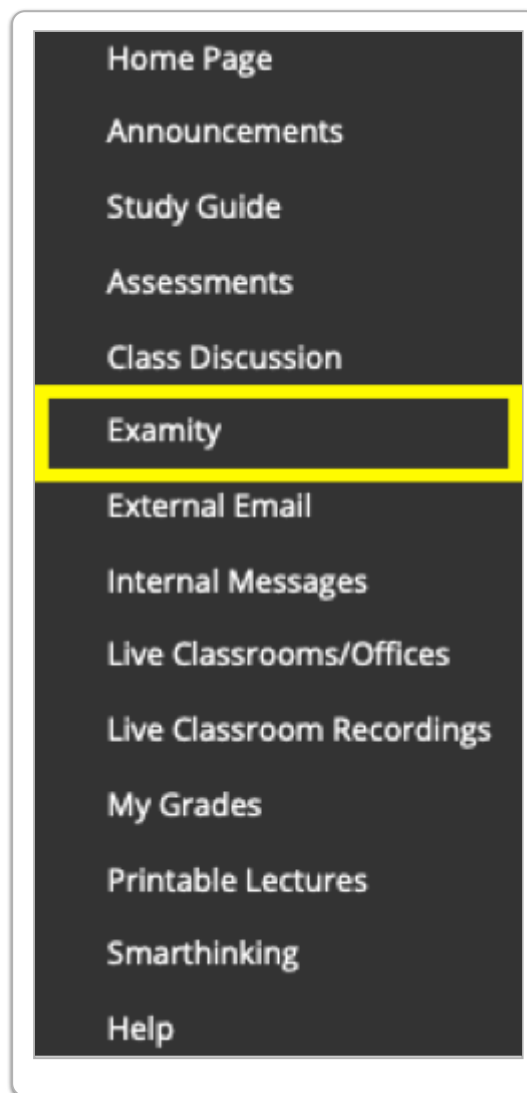 Home Page
Announcements
Study Guide
Assessments
Class Discussion
Examity
External Email
Internal Messages
Live Classrooms/Offices
Live Classroom Recordings
My Grades
Printable Lectures
Smarthinking
Help